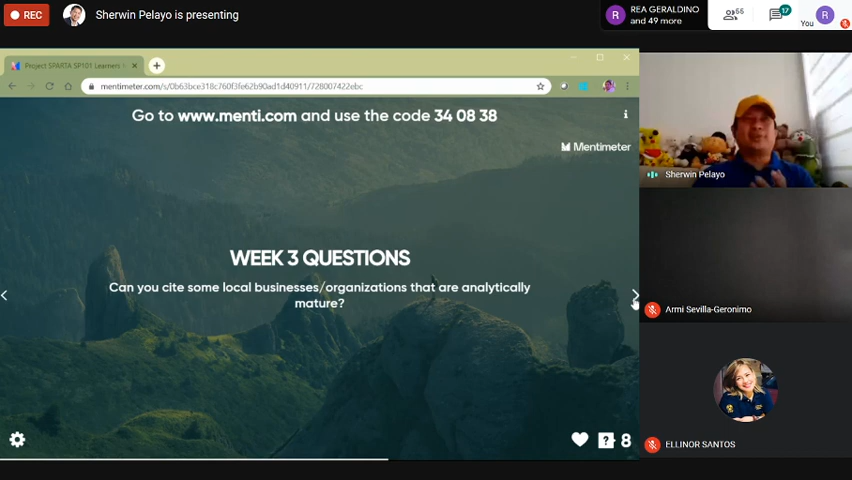 REC
Sherwin Pelayo is presenting
R
REA GERALDINO
and 49 more
55
17
You
R
Project SPARTA SP101 Learners
mentimeter.com/s/0b63bce318c760f3fe62b90ad1d40911/728007422ebc
Go to www.menti.com and use the code 34 08 38
Mentimeter
WEEK 3 QUESTIONS
Can you cite some local businesses/organizations that are analytically
mature?
8
Sherwin Pelayo
Armi Sevilla-Geronimo
ELLINOR SANTOS